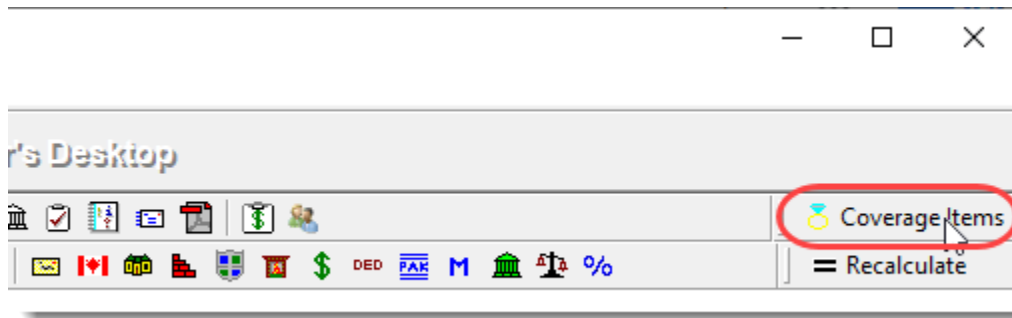 r's Desktop
Coverage Items
DED PAK M %
= Recalculate